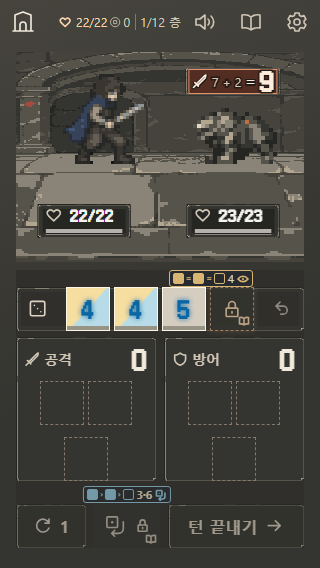 22/22 0 1/12 층
7 + 2 = 9
22/22 23/23
= = 4
4 4 5
공격 0 방어 0
3-6
1 턴 끝내기 →